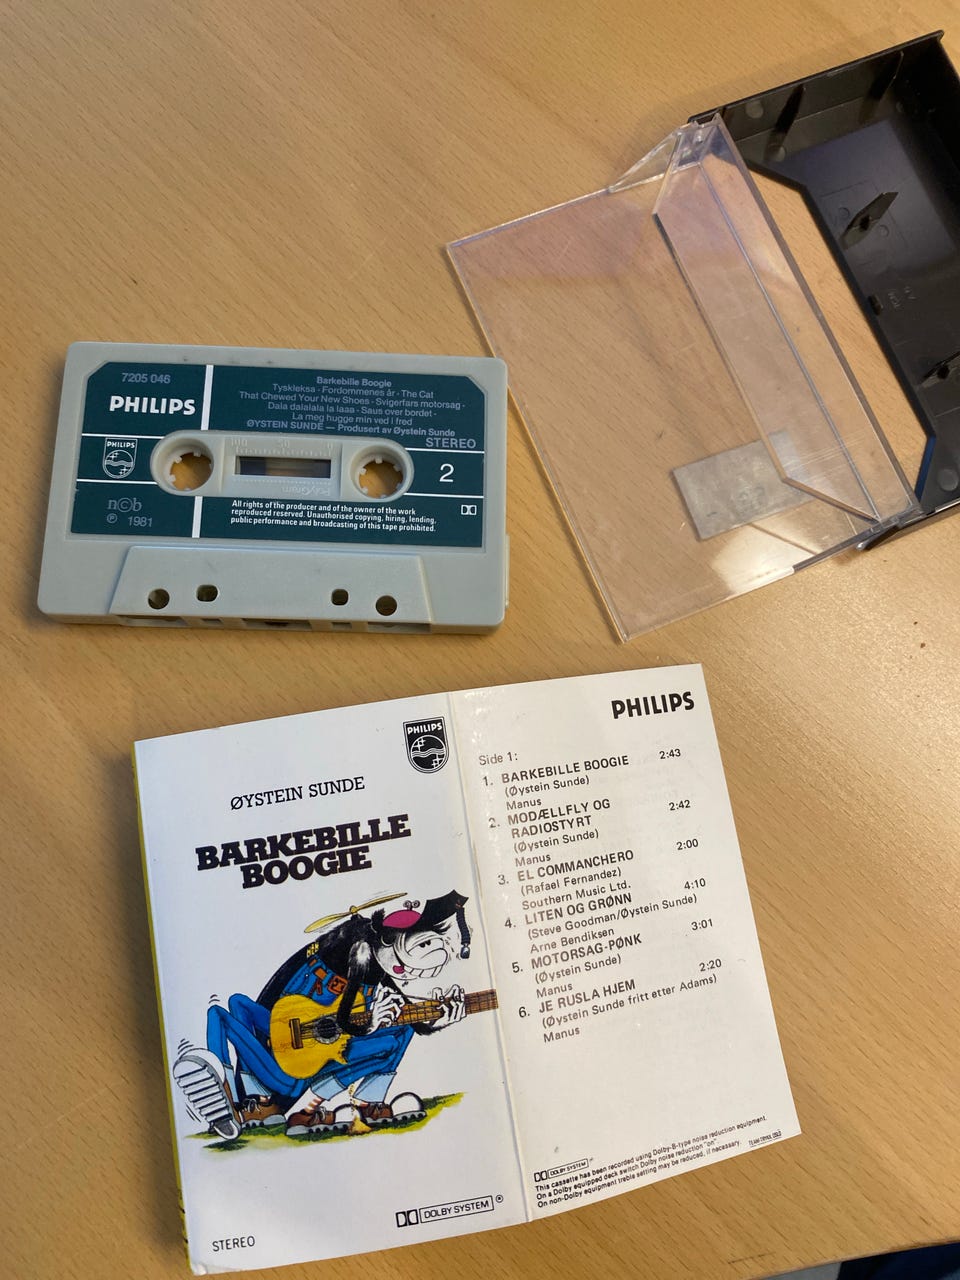 7205 046
PHILIPS
Barkebille Boogie
Tyskleksa - Fordommenes år - The Cat
That Chewed Your New Shoes - Svigerfars motorsag -
Dala dalalala la laaa - Saus over bordet -
La meg hugge min ved i fred
ØYSTEIN SUNDE — Produsert av Øystein Sunde
STEREO
PHILIPS
100 50 0
PolyGram
2
n©b
℗ 1981
All rights of the producer and of the owner of the work
reproduced reserved. Unauthorised copying, hiring, lending,
public performance and broadcasting of this tape prohibited.
PHILIPS
ØYSTEIN SUNDE
BARKEBILLE
BOOGIE
DOLBY SYSTEM ®
STEREO
PHILIPS
Side 1:
1. BARKEBILLE BOOGIE 2:43
(Øystein Sunde)
Manus
2. MODÆLLFLY OG 2:42
RADIOSTYRT
(Øystein Sunde)
Manus
3. EL COMMANCHERO 2:00
(Rafael Fernandez)
Southern Music Ltd.
4. LITEN OG GRØNN 4:10
(Steve Goodman/Øystein Sunde)
Arne Bendiksen
5. MOTORSAG-PØNK 3:01
(Øystein Sunde)
Manus
6. JE RUSLA HJEM 2:20
(Øystein Sunde fritt etter Adams)
Manus
DOLBY SYSTEM ®
This cassette has been recorded using Dolby-B-type noise reduction equipment.
On a Dolby equipped deck switch Dolby noise reduction "on".
On non-Dolby equipment treble setting may be reduced, if necessary.